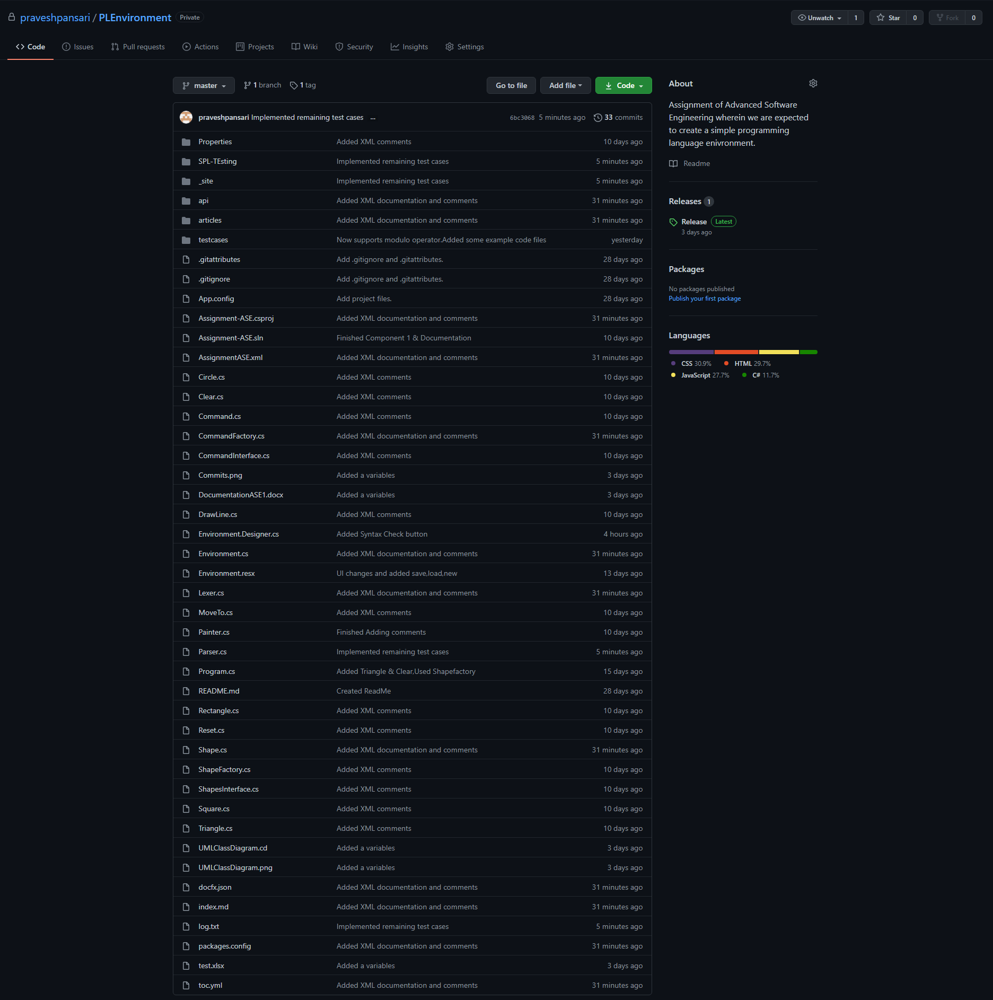 praveshpansari / PLEnvironment Private
Unwatch 1 Star 0 Fork 0
Code Issues Pull requests Actions Projects Wiki Security Insights Settings
master 1 branch 1 tag Go to file Add file Code
praveshpansari Implemented remaining test cases ... 6bc3068 5 minutes ago 33 commits
Properties Added XML comments 10 days ago
SPL-TEsting Implemented remaining test cases 5 minutes ago
_site Implemented remaining test cases 5 minutes ago
api Added XML documentation and comments 31 minutes ago
articles Added XML documentation and comments 31 minutes ago
testcases Now supports modulo operator.Added some example code files yesterday
.gitattributes Add .gitignore and .gitattributes. 28 days ago
.gitignore Add .gitignore and .gitattributes. 28 days ago
App.config Add project files. 28 days ago
Assignment-ASE.csproj Added XML documentation and comments 31 minutes ago
Assignment-ASE.sln Finished Component 1 & Documentation 10 days ago
AssignmentASE.xml Added XML documentation and comments 31 minutes ago
Circle.cs Added XML comments 10 days ago
Clear.cs Added XML comments 10 days ago
Command.cs Added XML comments 10 days ago
CommandFactory.cs Added XML documentation and comments 31 minutes ago
CommandInterface.cs Added XML comments 10 days ago
Commits.png Added a variables 3 days ago
DocumentationASE1.docx Added a variables 3 days ago
DrawLine.cs Added XML comments 10 days ago
Environment.Designer.cs Added Syntax Check button 4 hours ago
Environment.cs Added XML documentation and comments 31 minutes ago
Environment.resx UI changes and added save,load,new 13 days ago
Lexer.cs Added XML documentation and comments 31 minutes ago
MoveTo.cs Added XML comments 10 days ago
Painter.cs Finished Adding comments 10 days ago
Parser.cs Implemented remaining test cases 5 minutes ago
Program.cs Added Triangle & Clear,Used Shapefactory 15 days ago
README.md Created ReadMe 28 days ago
Rectangle.cs Added XML comments 10 days ago
Reset.cs Added XML comments 10 days ago
Shape.cs Added XML documentation and comments 31 minutes ago
ShapeFactory.cs Added XML comments 10 days ago
ShapesInterface.cs Added XML comments 10 days ago
Square.cs Added XML comments 10 days ago
Triangle.cs Added XML comments 10 days ago
UMLClassDiagram.cd Added a variables 3 days ago
UMLClassDiagram.png Added a variables 3 days ago
docfx.json Added XML documentation and comments 31 minutes ago
index.md Added XML documentation and comments 31 minutes ago
log.txt Implemented remaining test cases 5 minutes ago
packages.config Added XML documentation and comments 31 minutes ago
test.xlsx Added a variables 3 days ago
toc.yml Added XML documentation and comments 31 minutes ago
About
Assignment of Advanced Software
Engineering wherein we are expected
to create a simple programming
language enivronment.
Readme
Releases 1
Release Latest
3 days ago
Packages
No packages published
Publish your first package
Languages
CSS 30.9% HTML 29.7%
JavaScript 27.7% C# 11.7%